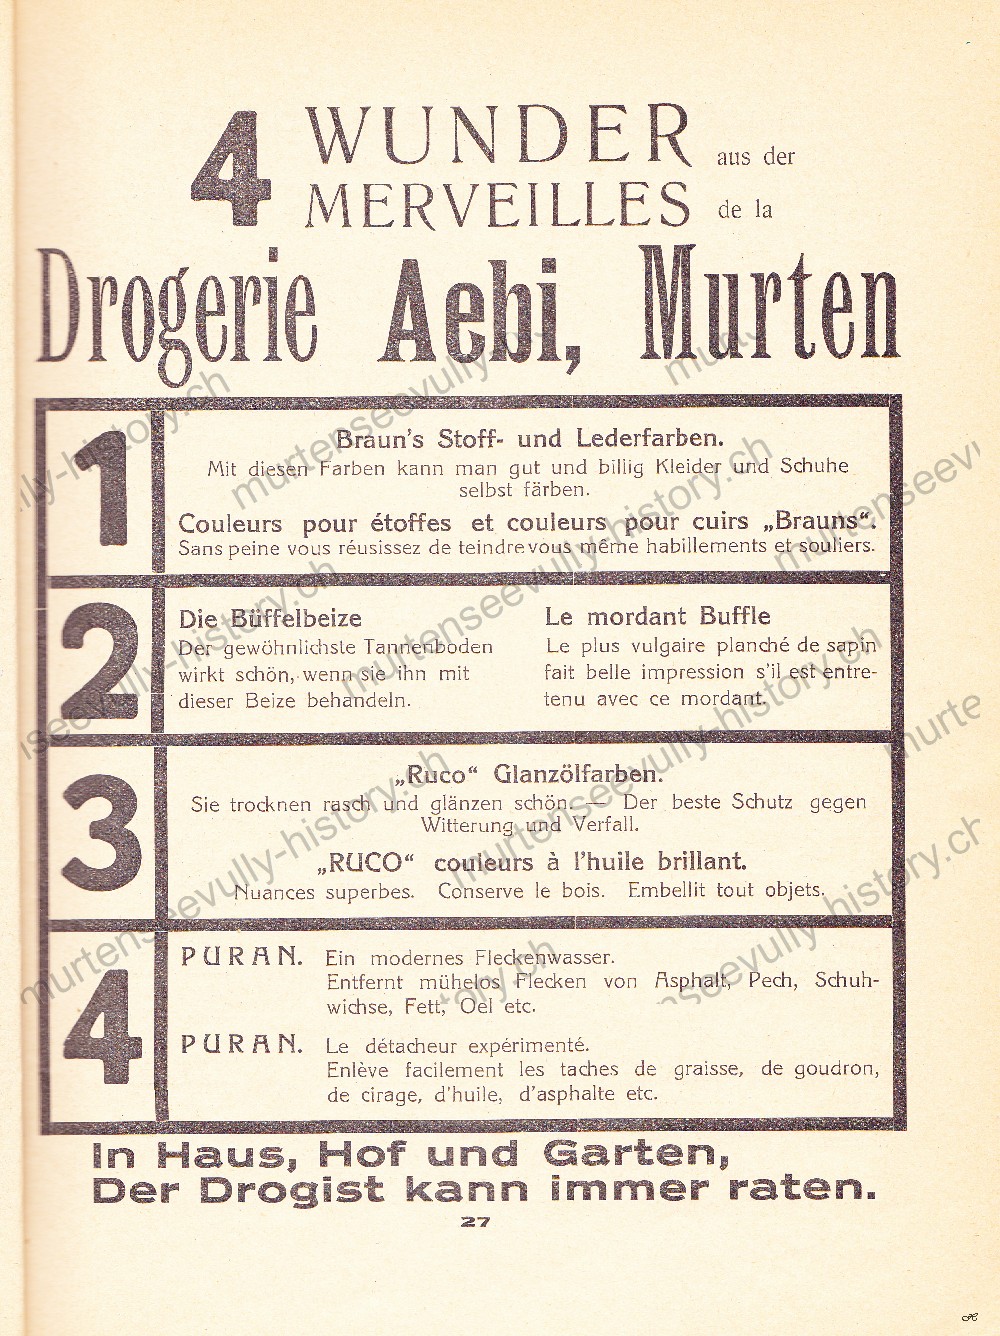 4 WUNDER aus der
MERVEILLES de la
Drogerie Aebi, Murten
1
Braun's Stoff- und Lederfarben.
Mit diesen Farben kann man gut und billig Kleider und Schuhe
selbst färben.
Couleurs pour étoffes et couleurs pour cuirs „Brauns“.
Sans peine vous réusissez de teindre vous même habillements et souliers.
2
Die Büffelbeize
Der gewöhnlichste Tannenboden
wirkt schön, wenn sie ihn mit
dieser Beize behandeln.
Le mordant Buffle
Le plus vulgaire planché de sapin
fait belle impression s'il est entre-
tenu avec ce mordant.
3
„Ruco“ Glanzölfarben.
Sie trocknen rasch und glänzen schön. — Der beste Schutz gegen
Witterung und Verfall.
„RUCO“ couleurs à l'huile brillant.
Nuances superbes. Conserve le bois. Embellit tout objets.
4
PURAN. Ein modernes Fleckenwasser.
Entfernt mühelos Flecken von Asphalt, Pech, Schuh-
wichse, Fett, Oel etc.
PURAN. Le détacheur expérimenté.
Enlève facilement les taches de graisse, de goudron,
de cirage, d'huile, d'asphalte etc.
In Haus, Hof und Garten,
Der Drogist kann immer raten.
27
murtenseevully-history.ch